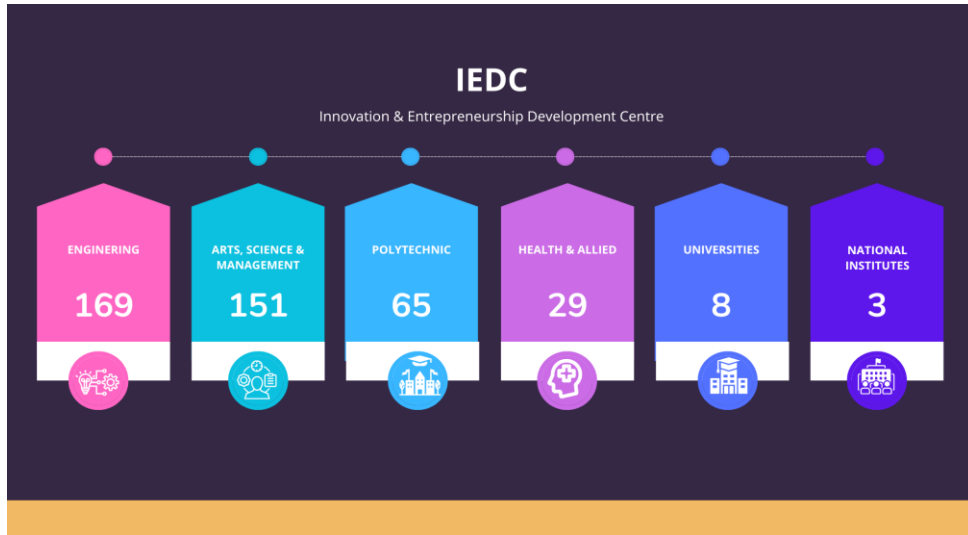 IEDC
Innovation & Entrepreneurship Development Centre
ENGINERING
169
ARTS, SCIENCE &
MANAGEMENT
151
POLYTECHNIC
65
HEALTH & ALLIED
29
UNIVERSITIES
8
NATIONAL
INSTITUTES
3